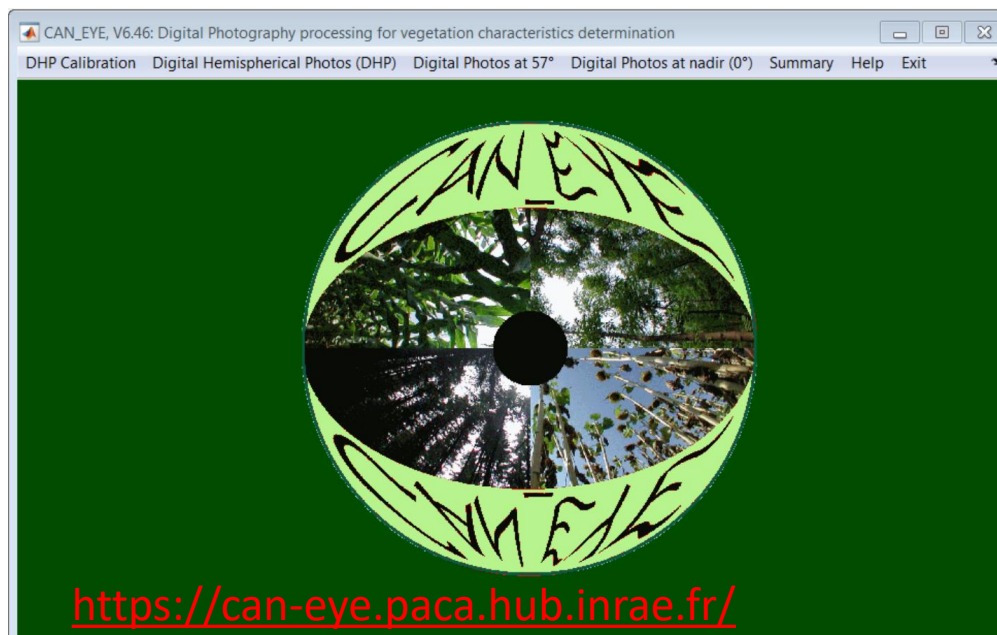 CAN_EYE, V6.46: Digital Photography processing for vegetation characteristics determination
DHP Calibration Digital Hemispherical Photos (DHP) Digital Photos at 57° Digital Photos at nadir (0°) Summary Help Exit
CAN_EYE
CAN_EYE
https://can-eye.paca.hub.inrae.fr/